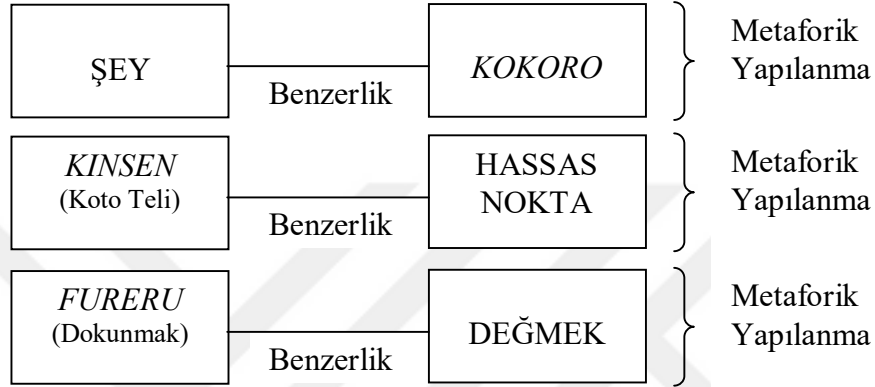 ŞEY
Benzerlik
KOKORO
Metaforik
Yapılanma
KINSEN
(Koto Teli)
Benzerlik
HASSAS
NOKTA
Metaforik
Yapılanma
FURERU
(Dokunmak)
Benzerlik
DEĞMEK
Metaforik
Yapılanma